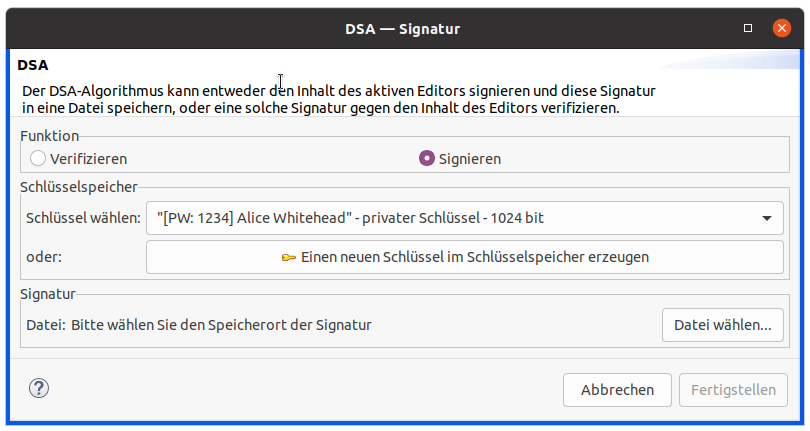 DSA — Signatur
DSA
Der DSA-Algorithmus kann entweder den Inhalt des aktiven Editors signieren und diese Signatur
in eine Datei speichern, oder eine solche Signatur gegen den Inhalt des Editors verifizieren.
Funktion
Verifizieren Signieren
Schlüsselspeicher
Schlüssel wählen: "[PW: 1234] Alice Whitehead" - privater Schlüssel - 1024 bit
oder: Einen neuen Schlüssel im Schlüsselspeicher erzeugen
Signatur
Datei: Bitte wählen Sie den Speicherort der Signatur Datei wählen...
? Abbrechen Fertigstellen